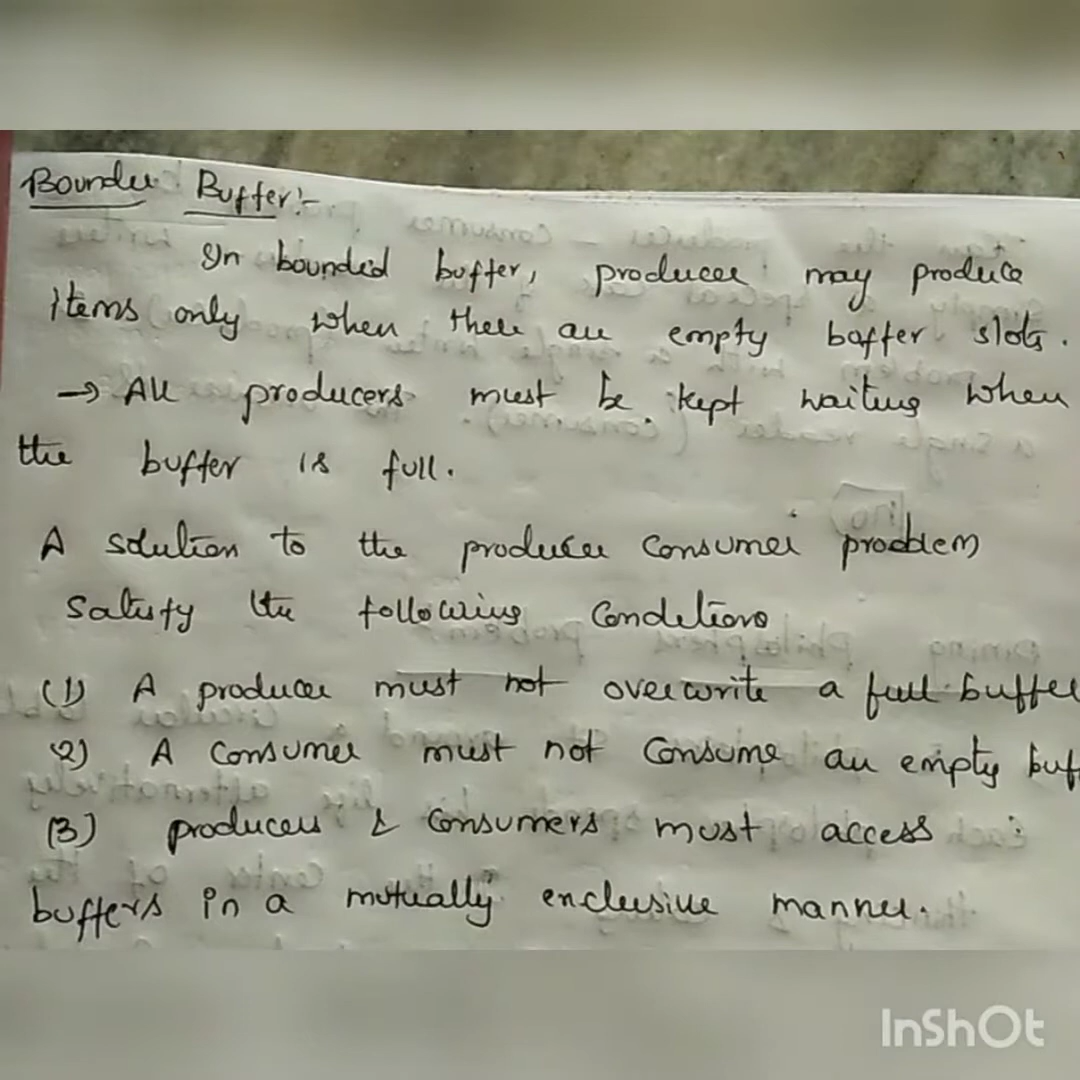 Bounded Buffer:-
In bounded buffer, producer may produce
items only when there are empty buffer slots.
→ All producers must be kept waiting when
the buffer is full.
A solution to the producer consumer problem
satisfy the following conditions
(1) A producer must not overwrite a full buffer
2) A consumer must not consume an empty buff
(3) producers & consumers must access
buffers in a mutually exclusive manner.
InShOt